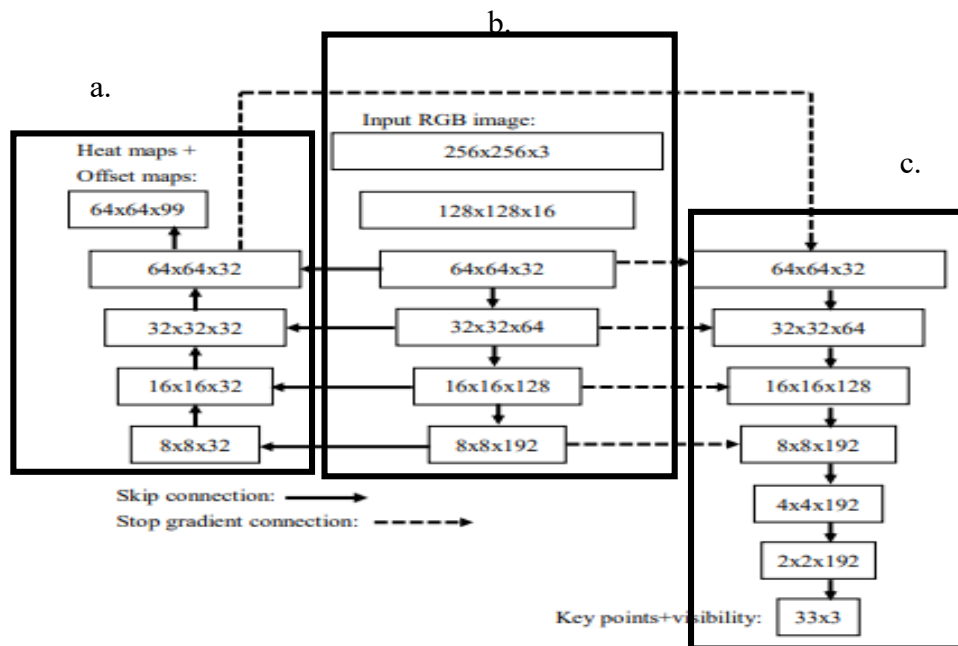 b.
a.
Input RGB image:
256x256x3
Heat maps +
Offset maps:
c.
64x64x99
128x128x16
64x64x32
64x64x32
64x64x32
32x32x32
32x32x64
32x32x64
16x16x32
16x16x128
16x16x128
8x8x32
8x8x192
8x8x192
Skip connection:
Stop gradient connection:
4x4x192
2x2x192
Key points+visibility:
33x3